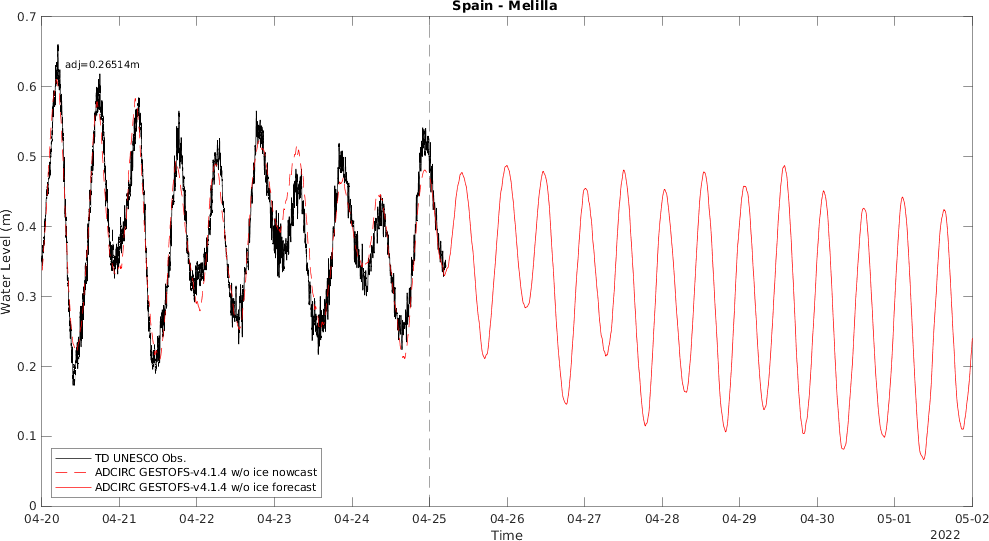 Spain - Melilla
0.7
0.6
0.5
0.4
0.3
0.2
0.1
0
Water Level (m)
adj=0.26514m
TD UNESCO Obs.
ADCIRC GESTOFS-v4.1.4 w/o ice nowcast
ADCIRC GESTOFS-v4.1.4 w/o ice forecast
04-20 04-21 04-22 04-23 04-24 04-25 04-26 04-27 04-28 04-29 04-30 05-01 05-02
Time
2022